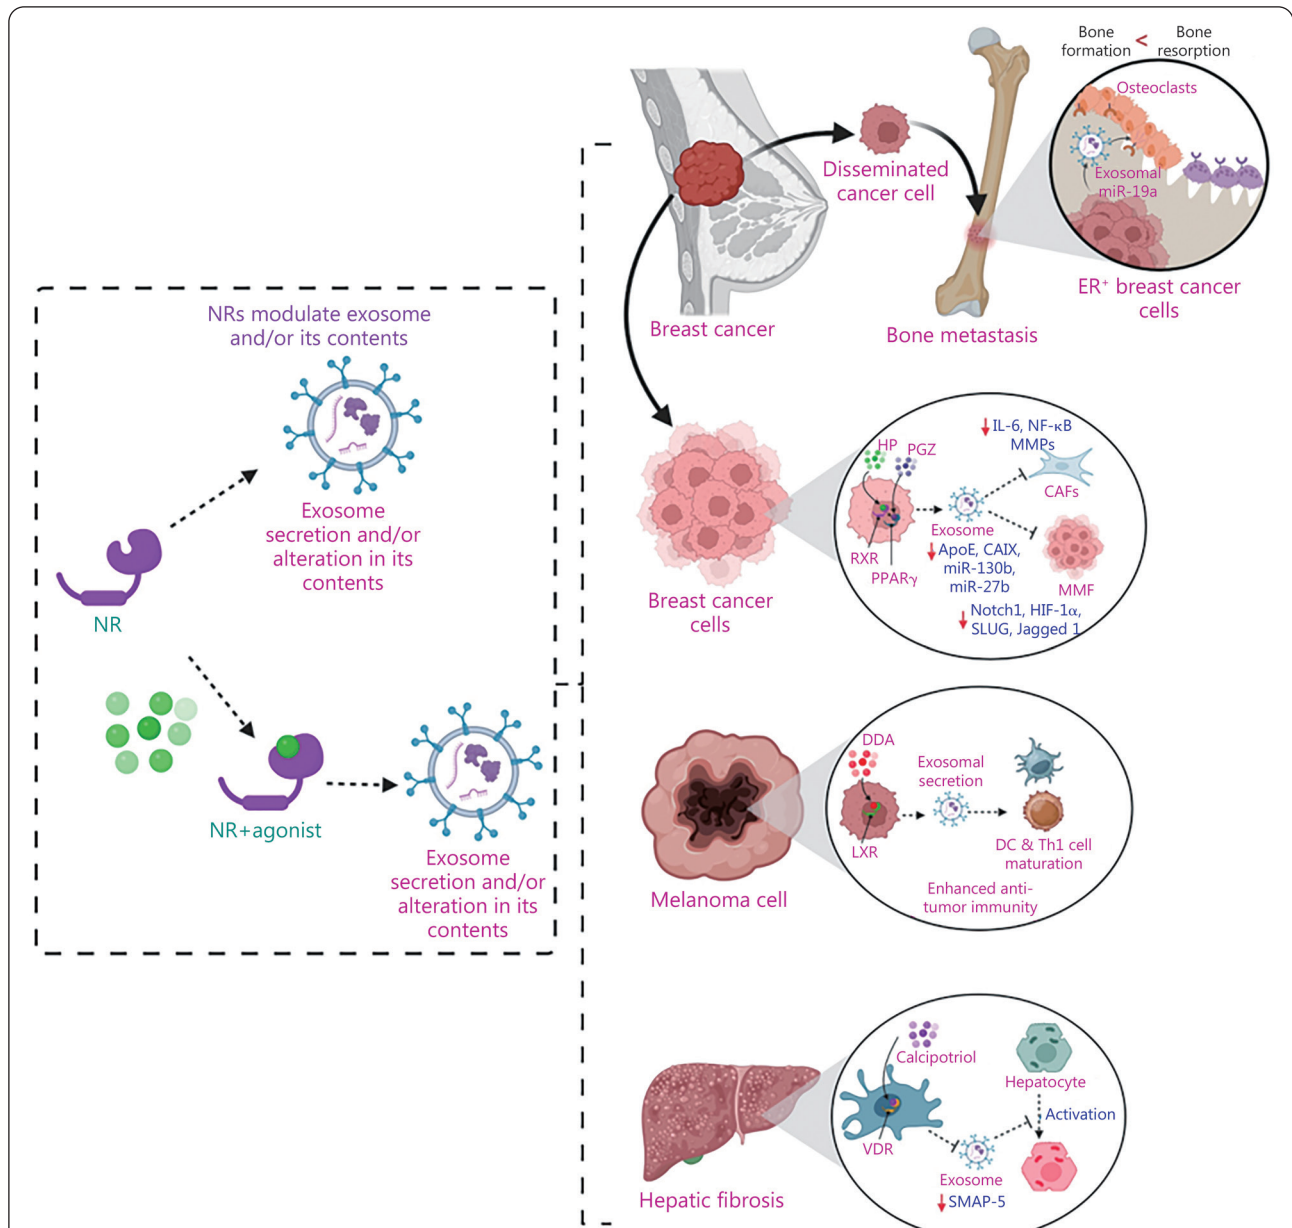 NRs modulate exosome
and/or its contents
Exosome
secretion and/or
alteration in its
contents
NR
NR+agonist
Exosome
secretion and/or
alteration in its
contents
Breast cancer
Disseminated
cancer cell
Bone metastasis
Bone
formation
<
Bone
resorption
Osteoclasts
Exosomal
miR-19a
ER⁺ breast cancer
cells
Breast cancer
cells
HP
PGZ
RXR
PPARγ
Exosome
ApoE, CAIX,
miR-130b,
miR-27b
IL-6, NF-κB
MMPs
CAFs
MMF
Notch1, HIF-1α,
SLUG, Jagged 1
Melanoma cell
DDA
LXR
Exosomal
secretion
DC & Th1 cell
maturation
Enhanced anti-
tumor immunity
Hepatic fibrosis
Calcipotriol
VDR
Exosome
SMAP-5
Hepatocyte
Activation